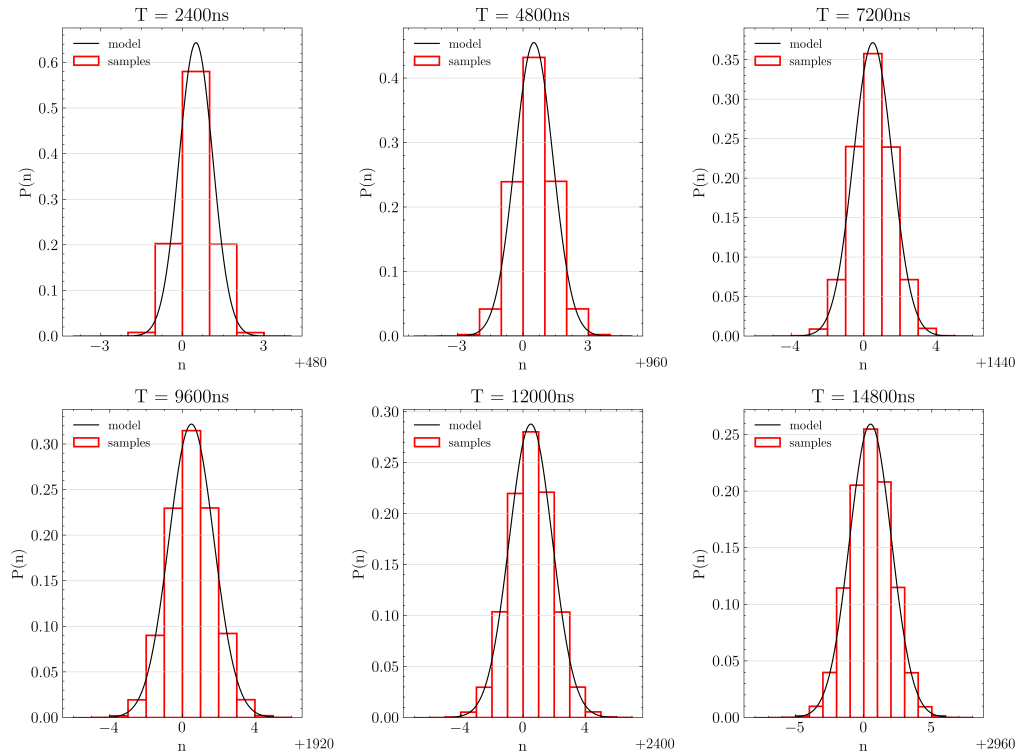 T = 2400ns
model
samples
P(n)
0.6
0.5
0.4
0.3
0.2
0.1
0.0
−3 0 3
+480
n
T = 4800ns
model
samples
P(n)
0.4
0.3
0.2
0.1
0.0
−3 0 3
+960
n
T = 7200ns
model
samples
P(n)
0.35
0.30
0.25
0.20
0.15
0.10
0.05
0.00
−4 0 4
+1440
n
T = 9600ns
model
samples
P(n)
0.30
0.25
0.20
0.15
0.10
0.05
0.00
−4 0 4
+1920
n
T = 12000ns
model
samples
P(n)
0.30
0.25
0.20
0.15
0.10
0.05
0.00
−4 0 4
+2400
n
T = 14800ns
model
samples
P(n)
0.25
0.20
0.15
0.10
0.05
0.00
−5 0 5
+2960
n